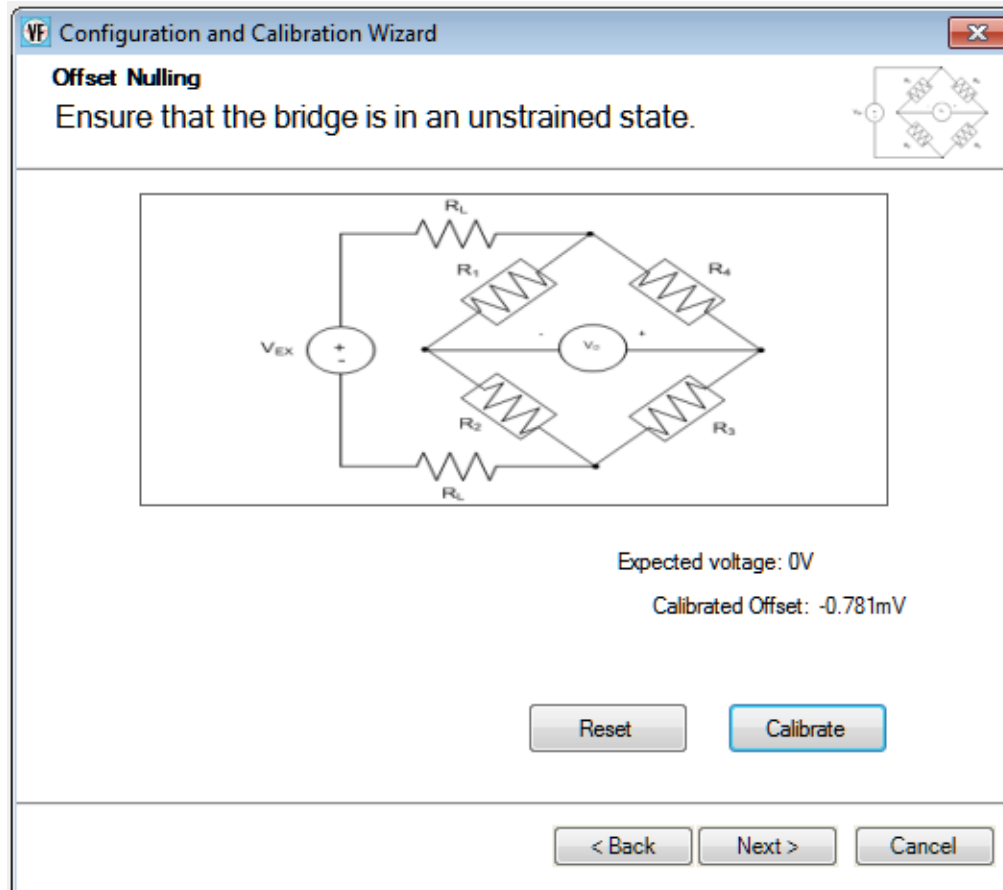 VF Configuration and Calibration Wizard
Offset Nulling
Ensure that the bridge is in an unstrained state.
RL
R1
R4
VEX
+
-
-
VO
+
R2
R3
RL
Expected voltage: 0V
Calibrated Offset: -0.781mV
Reset
Calibrate
< Back
Next >
Cancel